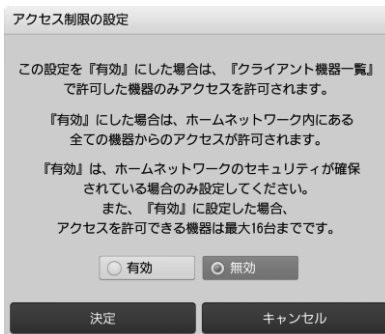 アクセス制限の設定
この設定を『有効』にした場合は、『クライアント機器一覧』
で許可した機器のみアクセスを許可されます。
『有効』にした場合は、ホームネットワーク内にある
全ての機器からのアクセスが許可されます。
『有効』は、ホームネットワークのセキュリティが確保
されている場合のみ設定してください。
また、『有効』に設定した場合、
アクセスを許可できる機器は最大16台までです。
有効
無効
決定
キャンセル